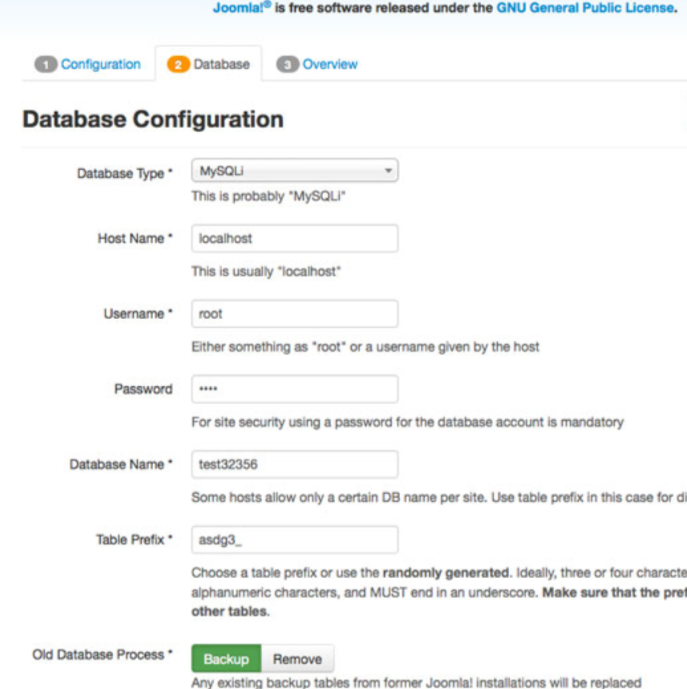 Joomla!® is free software released under the GNU General Public License.
1 Configuration 2 Database 3 Overview
Database Configuration
Database Type * MySQLi
This is probably "MySQLi"
Host Name * localhost
This is usually "localhost"
Username * root
Either something as "root" or a username given by the host
Password ••••
For site security using a password for the database account is mandatory
Database Name * test32356
Some hosts allow only a certain DB name per site. Use table prefix in this case for di
Table Prefix * asdg3_
Choose a table prefix or use the randomly generated. Ideally, three or four characte
alphanumeric characters, and MUST end in an underscore. Make sure that the pref
other tables.
Old Database Process * Backup Remove
Any existing backup tables from former Joomla! installations will be replaced